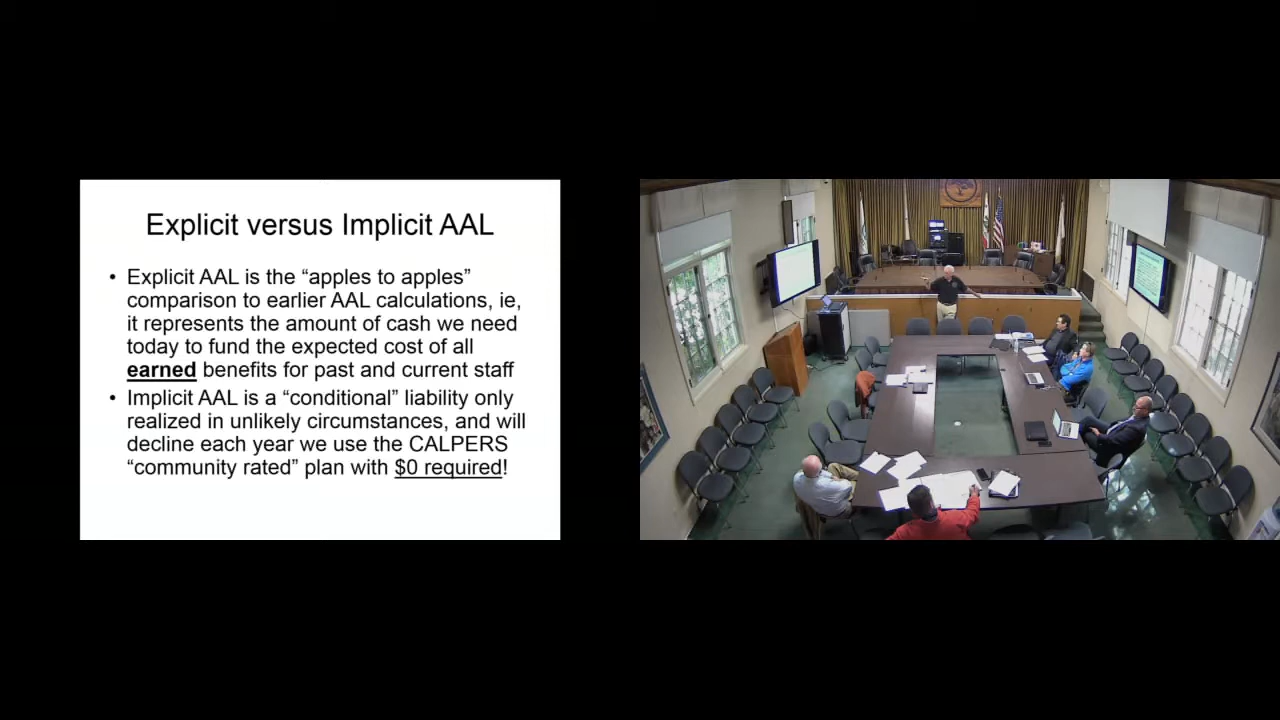 Explicit versus Implicit AAL
• Explicit AAL is the “apples to apples”
comparison to earlier AAL calculations, ie,
it represents the amount of cash we need
today to fund the expected cost of all
earned benefits for past and current staff
• Implicit AAL is a “conditional” liability only
realized in unlikely circumstances, and will
decline each year we use the CALPERS
“community rated” plan with $0 required!